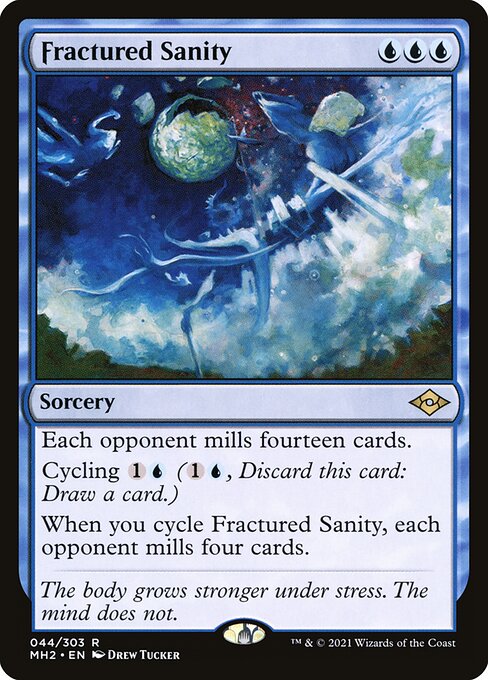 Fractured Sanity
Sorcery
Each opponent mills fourteen cards.
Cycling 1 (1, Discard this card:
Draw a card.)
When you cycle Fractured Sanity, each
opponent mills four cards.
The body grows stronger under stress. The
mind does not.
044/303 R
MH2 • EN Drew Tucker
™ & © 2021 Wizards of the Coast